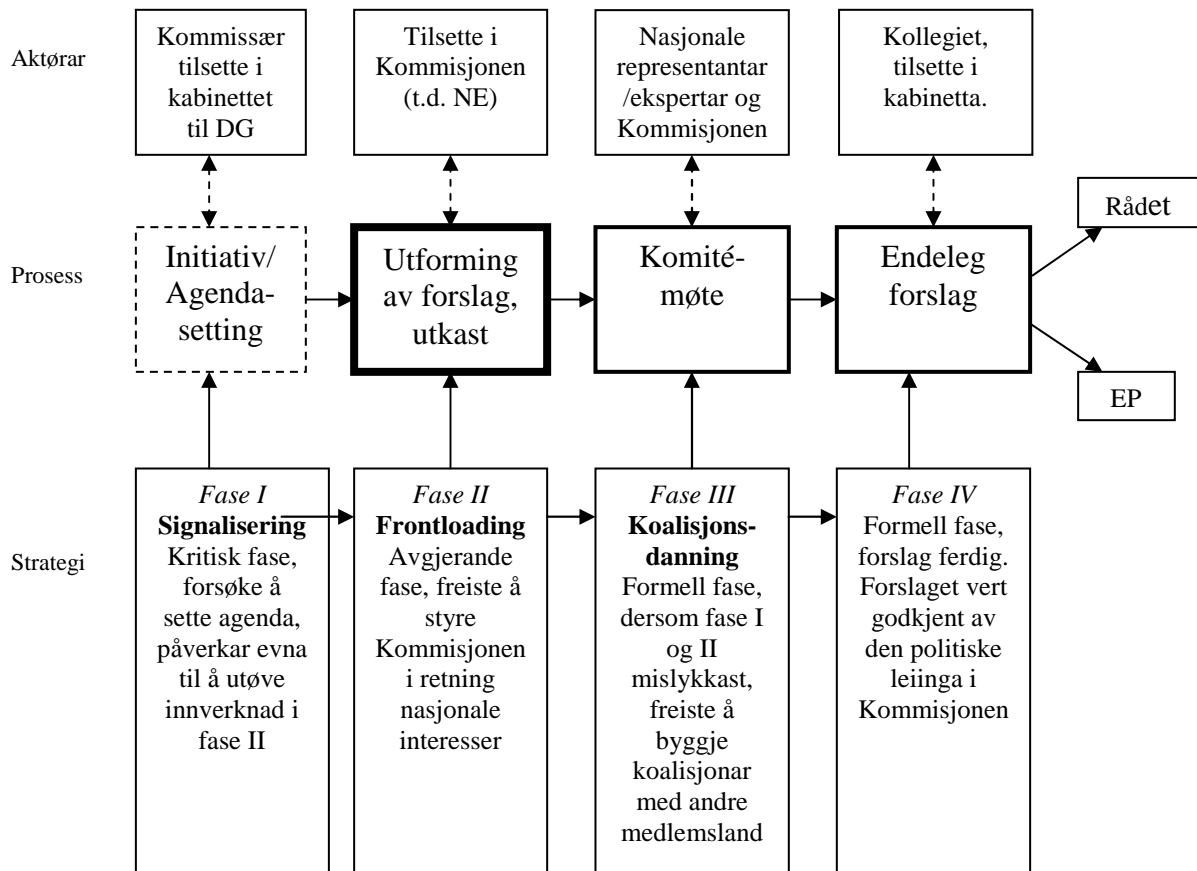 Aktørar
Kommissær
tilsette i
kabinettet
til DG
Tilsette i
Kommisjonen
(t.d. NE)
Nasjonale
representantar
/ekspertar og
Kommisjonen
Kollegiet,
tilsette i
kabinetta.
Prosess
Initiativ/
Agenda-
setting
Utforming
av forslag,
utkast
Komité-
møte
Endeleg
forslag
Rådet
EP
Strategi
Fase I
Signalisering
Kritisk fase,
forsøke å
sette agenda,
påverkar evna
til å utøve
innverknad i
fase II
Fase II
Frontloading
Avgjerande
fase, freiste å
styre
Kommisjonen
i retning
nasjonale
interesser
Fase III
Koalisjons-
danning
Formell fase,
dersom fase I
og II
mislykkast,
freiste å
byggje
koalisjonar
med andre
medlemsland
Fase IV
Formell fase,
forslag ferdig.
Forslaget vert
godkjent av
den politiske
leiinga i
Kommisjonen